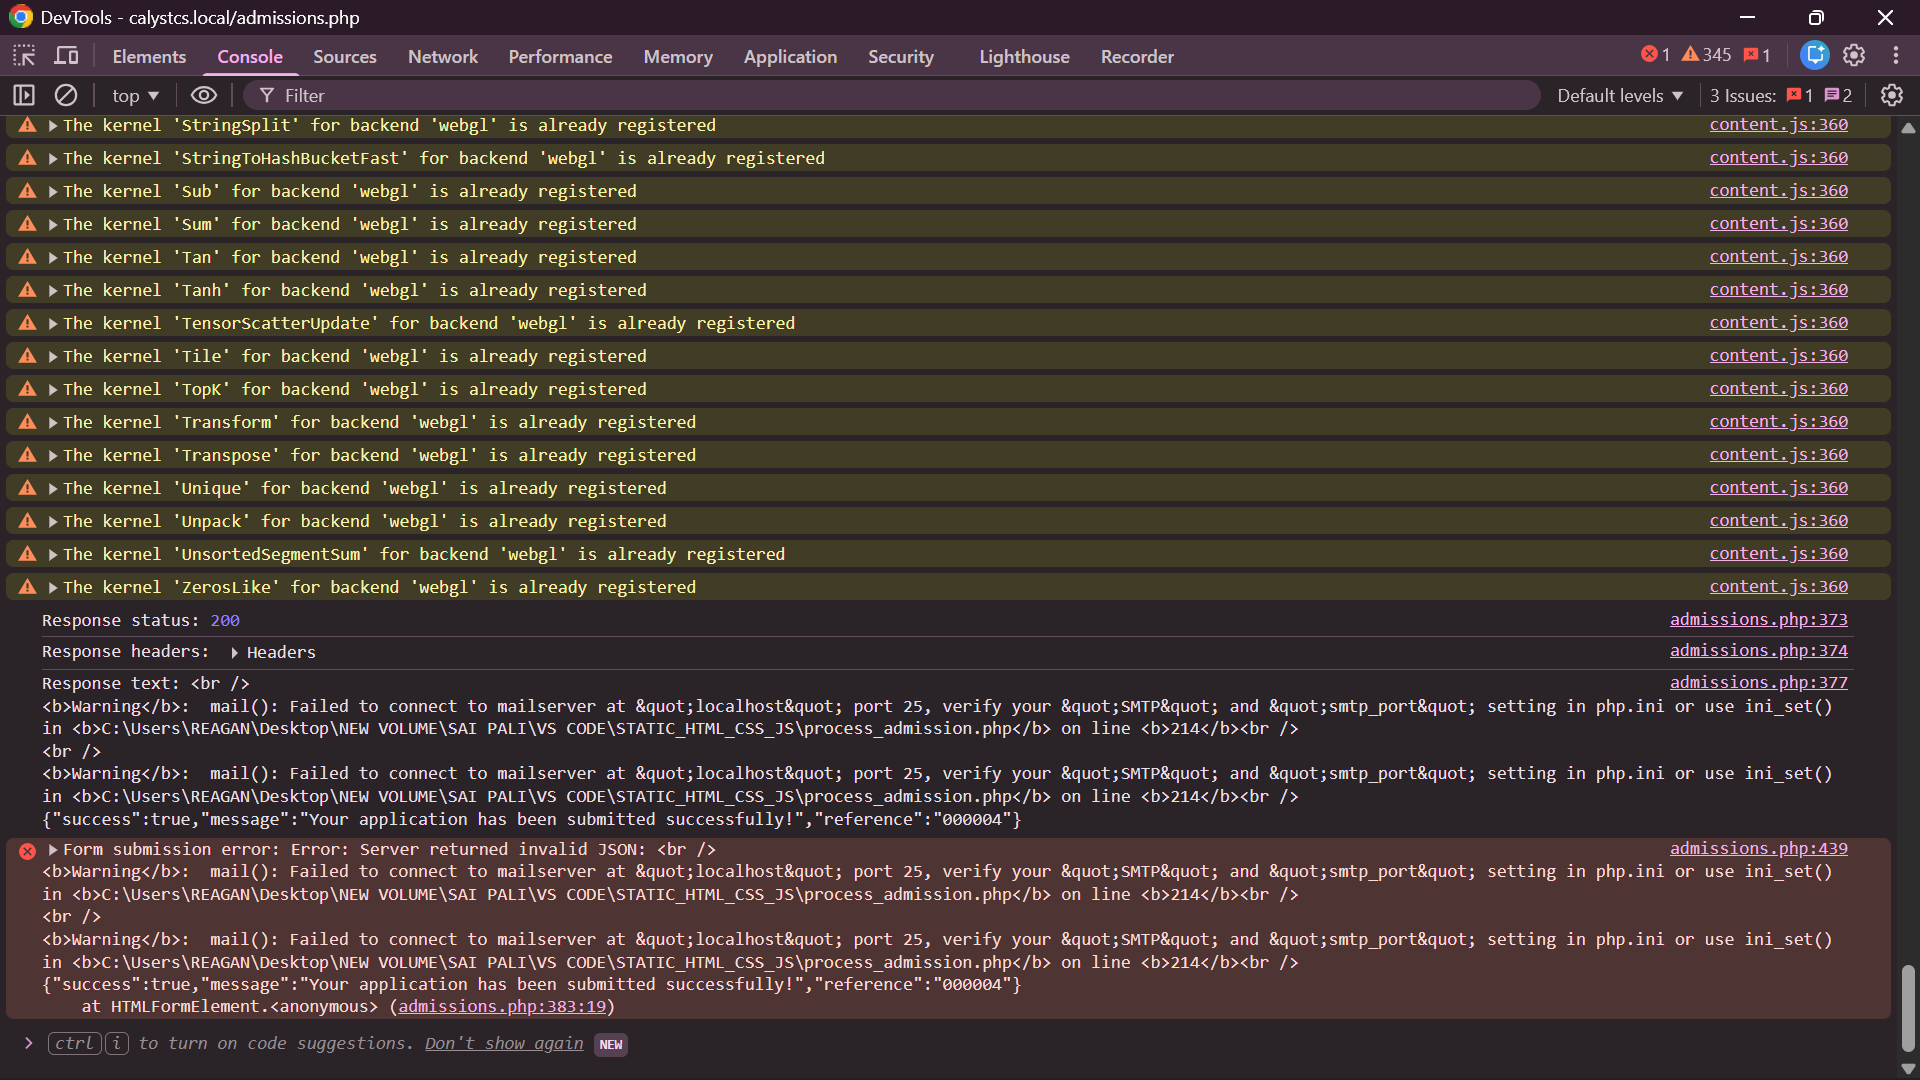 DevTools - calystcs.local/admissions.php
Elements Console Sources Network Performance Memory Application Security Lighthouse Recorder 1 345 1
top Filter Default levels 3 Issues: 1 2
The kernel 'StringSplit' for backend 'webgl' is already registered content.js:360
The kernel 'StringToHashBucketFast' for backend 'webgl' is already registered content.js:360
The kernel 'Sub' for backend 'webgl' is already registered content.js:360
The kernel 'Sum' for backend 'webgl' is already registered content.js:360
The kernel 'Tan' for backend 'webgl' is already registered content.js:360
The kernel 'Tanh' for backend 'webgl' is already registered content.js:360
The kernel 'TensorScatterUpdate' for backend 'webgl' is already registered content.js:360
The kernel 'Tile' for backend 'webgl' is already registered content.js:360
The kernel 'TopK' for backend 'webgl' is already registered content.js:360
The kernel 'Transform' for backend 'webgl' is already registered content.js:360
The kernel 'Transpose' for backend 'webgl' is already registered content.js:360
The kernel 'Unique' for backend 'webgl' is already registered content.js:360
The kernel 'Unpack' for backend 'webgl' is already registered content.js:360
The kernel 'UnsortedSegmentSum' for backend 'webgl' is already registered content.js:360
The kernel 'ZerosLike' for backend 'webgl' is already registered content.js:360
Response status: 200 admissions.php:373
Response headers: Headers admissions.php:374
Response text: <br /> admissions.php:377
<b>Warning</b>:  mail(): Failed to connect to mailserver at &quot;localhost&quot; port 25, verify your &quot;SMTP&quot; and &quot;smtp_port&quot; setting in php.ini or use ini_set()
in <b>C:\Users\REAGAN\Desktop\NEW VOLUME\SAI PALI\VS CODE\STATIC_HTML_CSS_JS\process_admission.php</b> on line <b>214</b><br />
<br />
<b>Warning</b>:  mail(): Failed to connect to mailserver at &quot;localhost&quot; port 25, verify your &quot;SMTP&quot; and &quot;smtp_port&quot; setting in php.ini or use ini_set()
in <b>C:\Users\REAGAN\Desktop\NEW VOLUME\SAI PALI\VS CODE\STATIC_HTML_CSS_JS\process_admission.php</b> on line <b>214</b><br />
{"success":true,"message":"Your application has been submitted successfully!","reference":"000004"}
Form submission error: Error: Server returned invalid JSON: <br /> admissions.php:439
<b>Warning</b>:  mail(): Failed to connect to mailserver at &quot;localhost&quot; port 25, verify your &quot;SMTP&quot; and &quot;smtp_port&quot; setting in php.ini or use ini_set()
in <b>C:\Users\REAGAN\Desktop\NEW VOLUME\SAI PALI\VS CODE\STATIC_HTML_CSS_JS\process_admission.php</b> on line <b>214</b><br />
<br />
<b>Warning</b>:  mail(): Failed to connect to mailserver at &quot;localhost&quot; port 25, verify your &quot;SMTP&quot; and &quot;smtp_port&quot; setting in php.ini or use ini_set()
in <b>C:\Users\REAGAN\Desktop\NEW VOLUME\SAI PALI\VS CODE\STATIC_HTML_CSS_JS\process_admission.php</b> on line <b>214</b><br />
{"success":true,"message":"Your application has been submitted successfully!","reference":"000004"}
at HTMLFormElement.<anonymous> (admissions.php:383:19)
ctrl i to turn on code suggestions. Don't show again NEW